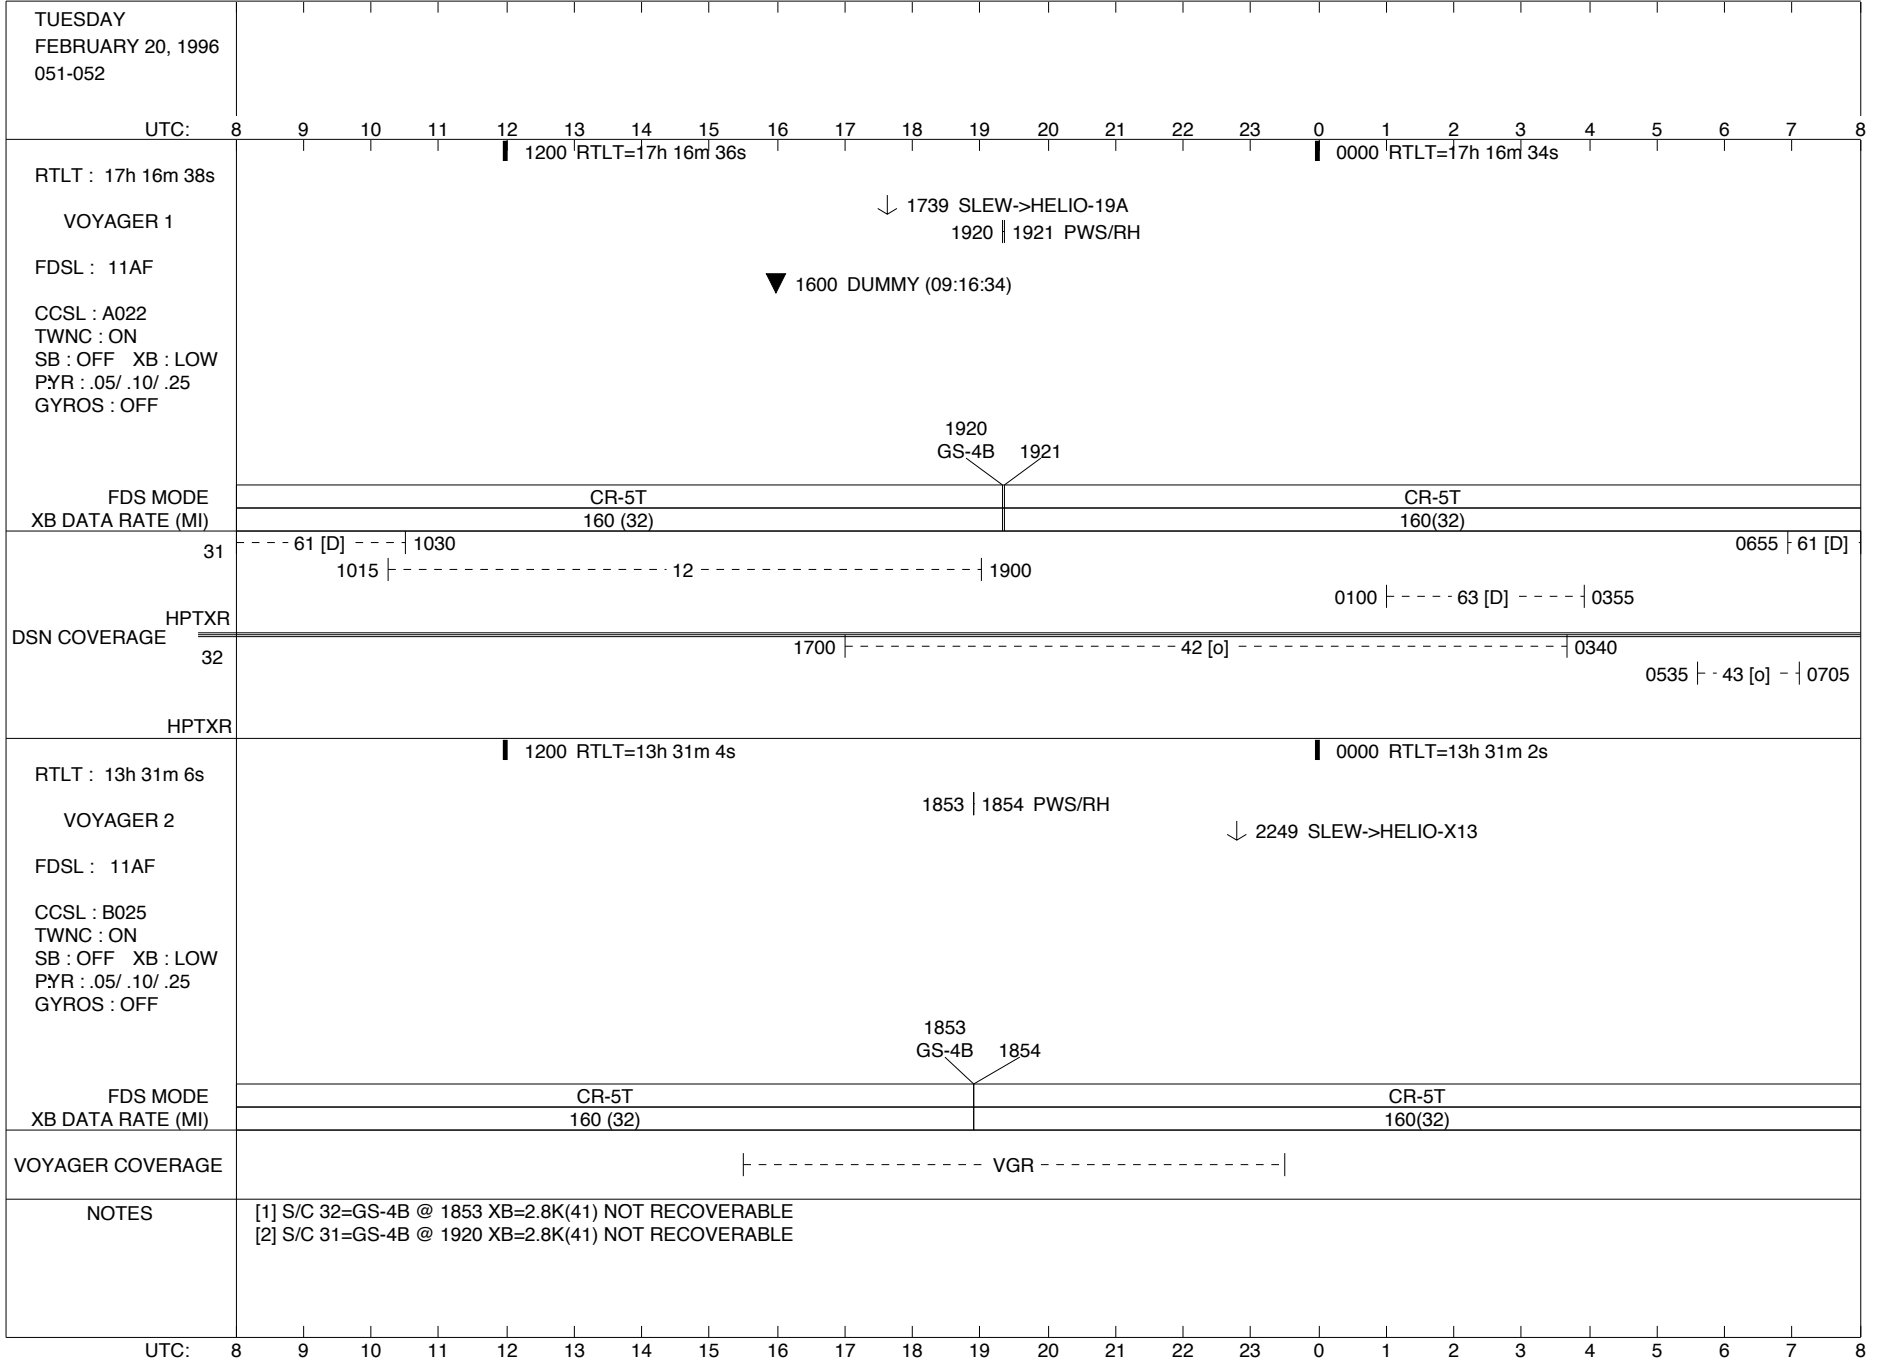 TUESDAY
FEBRUARY 20, 1996
051-052
UTC: 8 9 10 11 12 13 14 15 16 17 18 19 20 21 22 23 0 1 2 3 4 5 6 7 8
1200 RTLT=17h 16m 36s 0000 RTLT=17h 16m 34s
RTLT : 17h 16m 38s
1739 SLEW->HELIO-19A
VOYAGER 1
1920 1921 PWS/RH
FDSL : 11AF
1600 DUMMY (09:16:34)
CCSL : A022
TWNC : ON
SB : OFF XB : LOW
P:YR : .05/ .10/ .25
GYROS : OFF
1920
GS-4B 1921
FDS MODE CR-5T CR-5T
XB DATA RATE (MI) 160 (32) 160(32)
31 61 [D] 1030 0655 61 [D]
1015 12 1900
0100 63 [D] 0355
HPTXR
DSN COVERAGE
32 1700 42 [o] 0340
0535 43 [o] 0705
HPTXR
1200 RTLT=13h 31m 4s 0000 RTLT=13h 31m 2s
RTLT : 13h 31m 6s
1853 1854 PWS/RH
VOYAGER 2
2249 SLEW->HELIO-X13
FDSL : 11AF
CCSL : B025
TWNC : ON
SB : OFF XB : LOW
P:YR : .05/ .10/ .25
GYROS : OFF
1853
GS-4B 1854
FDS MODE CR-5T CR-5T
XB DATA RATE (MI) 160 (32) 160(32)
VOYAGER COVERAGE VGR
NOTES [1] S/C 32=GS-4B @ 1853 XB=2.8K(41) NOT RECOVERABLE
[2] S/C 31=GS-4B @ 1920 XB=2.8K(41) NOT RECOVERABLE
UTC: 8 9 10 11 12 13 14 15 16 17 18 19 20 21 22 23 0 1 2 3 4 5 6 7 8